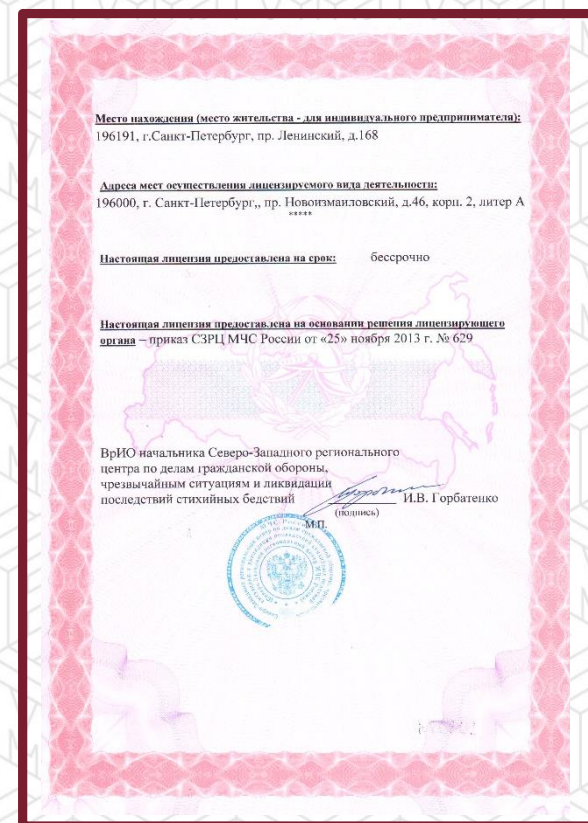 Место нахождения (место жительства - для индивидуального предпринимателя):
196191, г.Санкт-Петербург, пр. Ленинский, д.168
Адреса мест осуществления лицензируемого вида деятельности:
196000, г. Санкт-Петербург,, пр. Новоизмаиловский, д.46, корп. 2, литер А
*****
Настоящая лицензия предоставлена на срок: бессрочно
Настоящая лицензия предоставлена на основании решения лицензирующего
органа – приказ СЗРЦ МЧС России от «25» ноября 2013 г. № 629
ВрИО начальника Северо-Западного регионального
центра по делам гражданской обороны,
чрезвычайным ситуациям и ликвидации
последствий стихийных бедствий И.В. Горбатенко
(подпись)
М.П.
МЧС России